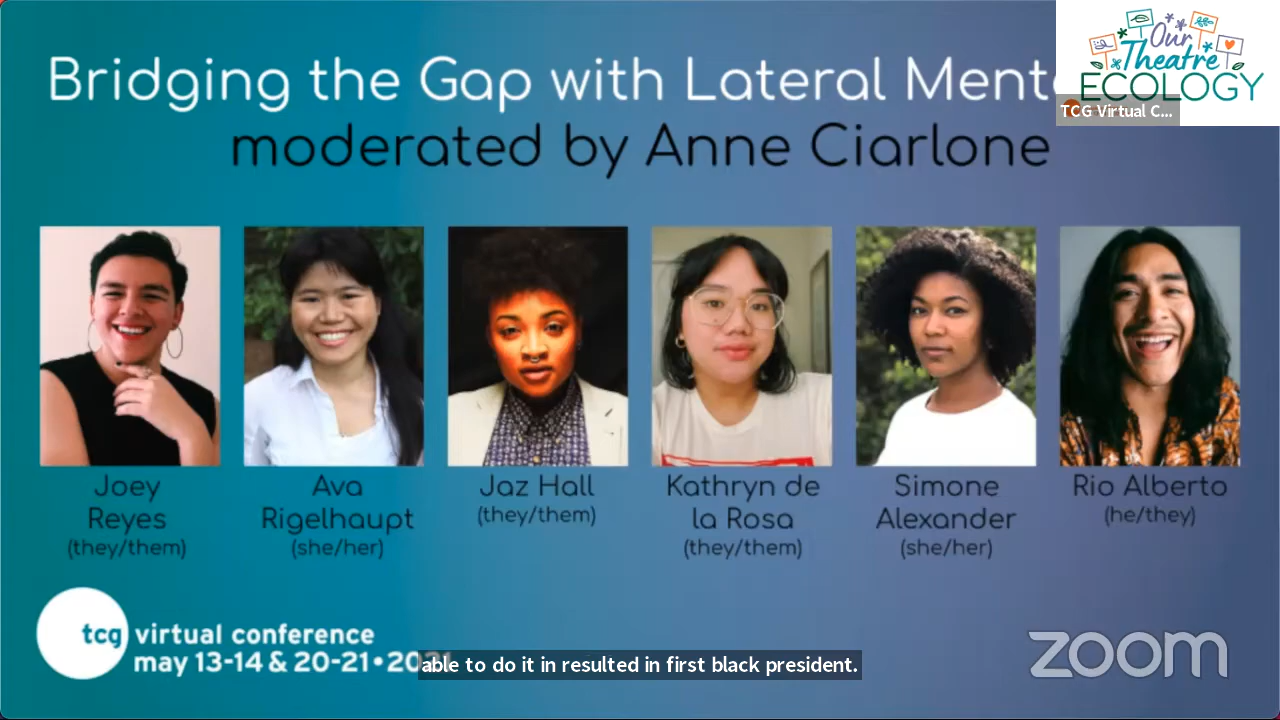 Bridging the Gap with Lateral Ment
moderated by Anne Ciarlone
Our
Theatre
ECOLOGY
TCG Virtual C...
Joey
Reyes
(they/them)
Ava
Rigelhaupt
(she/her)
Jaz Hall
(they/them)
Kathryn de
la Rosa
(they/them)
Simone
Alexander
(she/her)
Rio Alberto
(he/they)
tcg virtual conference
may 13-14 & 20-21 • 20
able to do it in resulted in first black president.
zoom